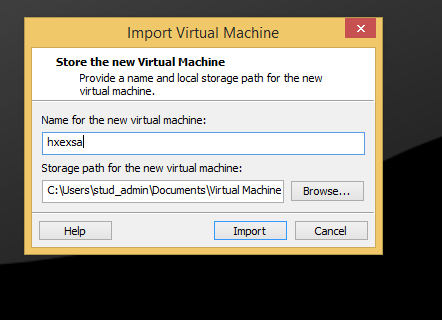 Import Virtual Machine
Store the new Virtual Machine
Provide a name and local storage path for the new
virtual machine.
Name for the new virtual machine:
hxexsa
Storage path for the new virtual machine:
C:\Users\stud_admin\Documents\Virtual Machine
Browse...
Help
Import
Cancel